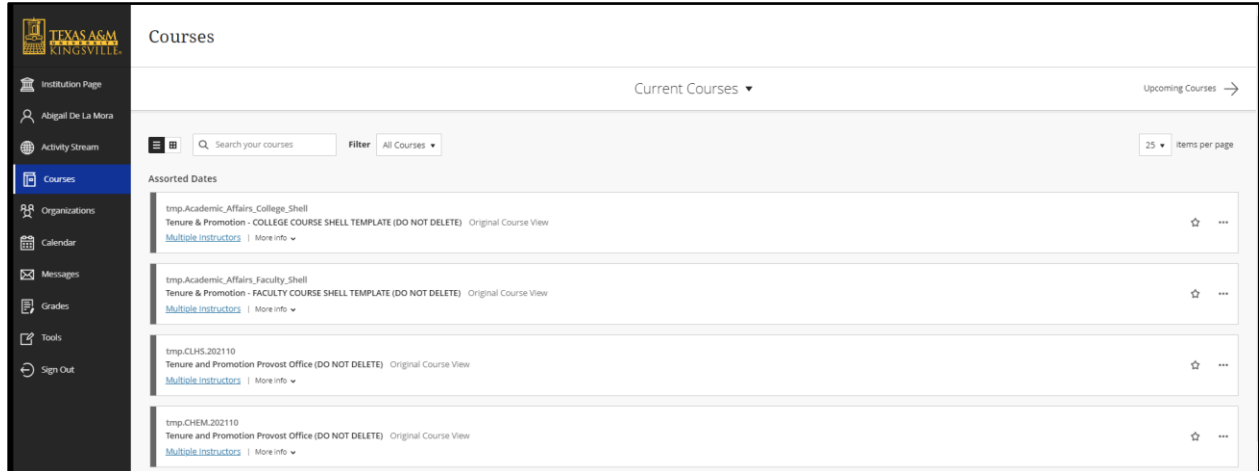 TEXAS A&M
UNIVERSITY
KINGSVILLE.
Institution Page
Abigail De La Mora
Activity Stream
Courses
Organizations
Calendar
Messages
Grades
Tools
Sign Out
Courses
Current Courses
Upcoming Courses
Search your courses
Filter All Courses
25 items per page
Assorted Dates
tmp.Academic_Affairs_College_Shell
Tenure & Promotion - COLLEGE COURSE SHELL TEMPLATE (DO NOT DELETE) Original Course View
Multiple Instructors | More info
tmp.Academic_Affairs_Faculty_Shell
Tenure & Promotion - FACULTY COURSE SHELL TEMPLATE (DO NOT DELETE) Original Course View
Multiple Instructors | More info
tmp.CLHS.202110
Tenure and Promotion Provost Office (DO NOT DELETE) Original Course View
Multiple Instructors | More info
tmp.CHEM.202110
Tenure and Promotion Provost Office (DO NOT DELETE) Original Course View
Multiple Instructors | More info